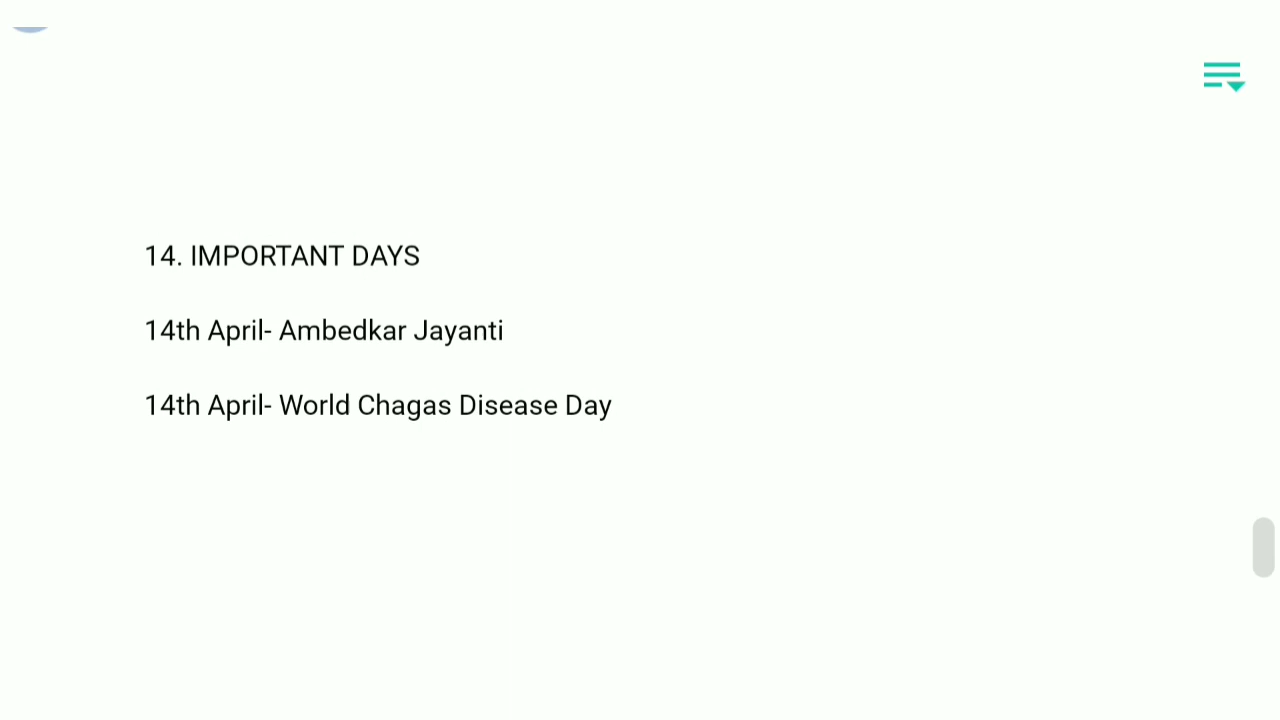 14. IMPORTANT DAYS
14th April- Ambedkar Jayanti
14th April- World Chagas Disease Day